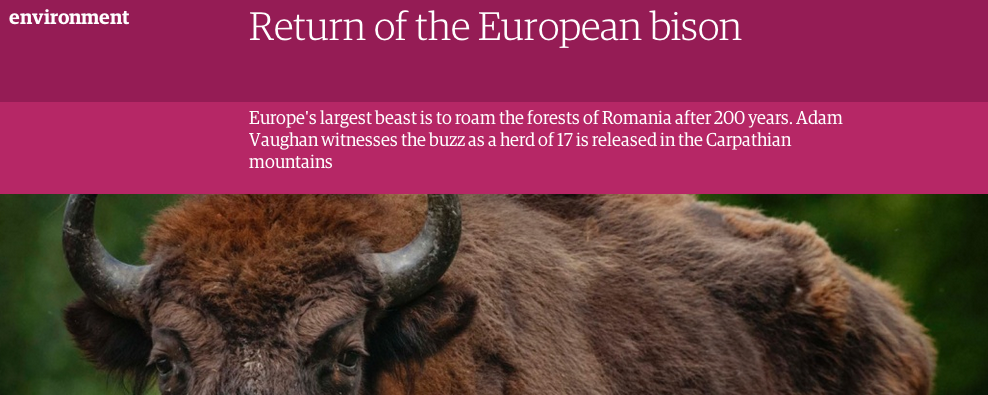 environment
Return of the European bison
Europe's largest beast is to roam the forests of Romania after 200 years. Adam
Vaughan witnesses the buzz as a herd of 17 is released in the Carpathian
mountains